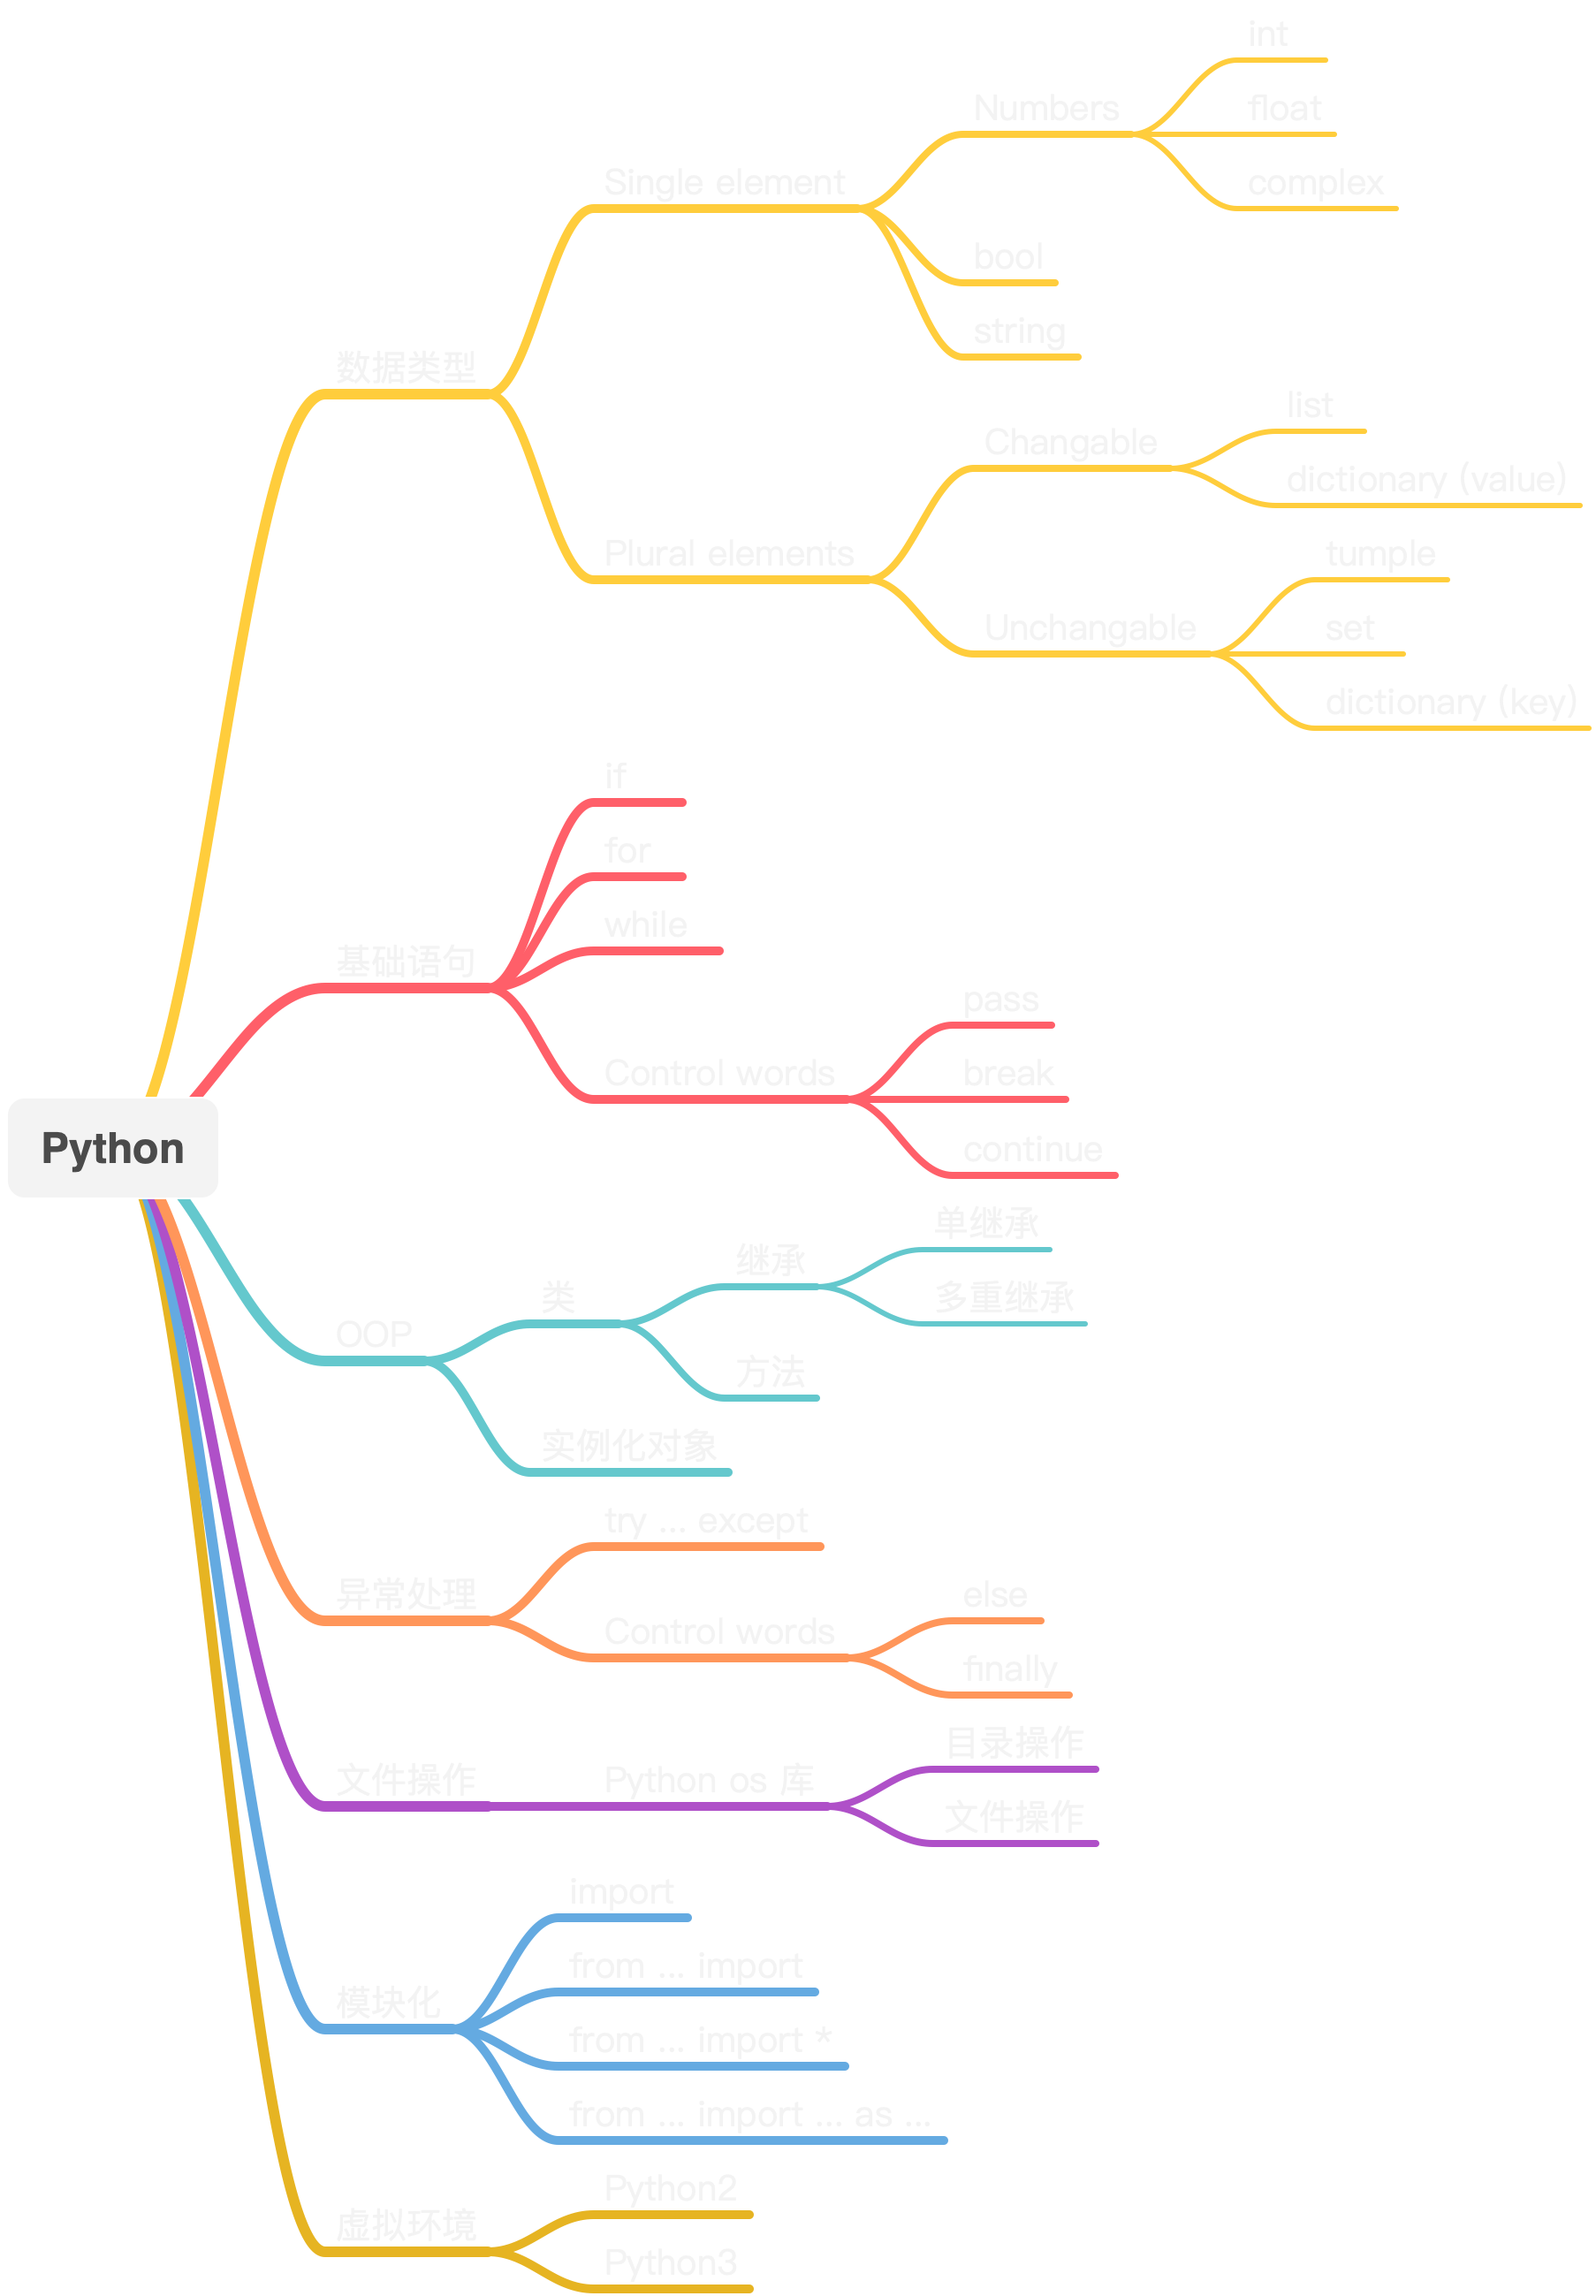 Python
数据类型
Single element
Numbers
int
float
complex
bool
string
Plural elements
Changable
list
dictionary (value)
Unchangable
tumple
set
dictionary (key)
基础语句
if
for
while
Control words
pass
break
continue
OOP
类
继承
单继承
多重继承
方法
实例化对象
异常处理
try ... except
Control words
else
finally
文件操作
Python os 库
目录操作
文件操作
模块化
import
from ... import
from ... import *
from ... import ... as ...
虚拟环境
Python2
Python3